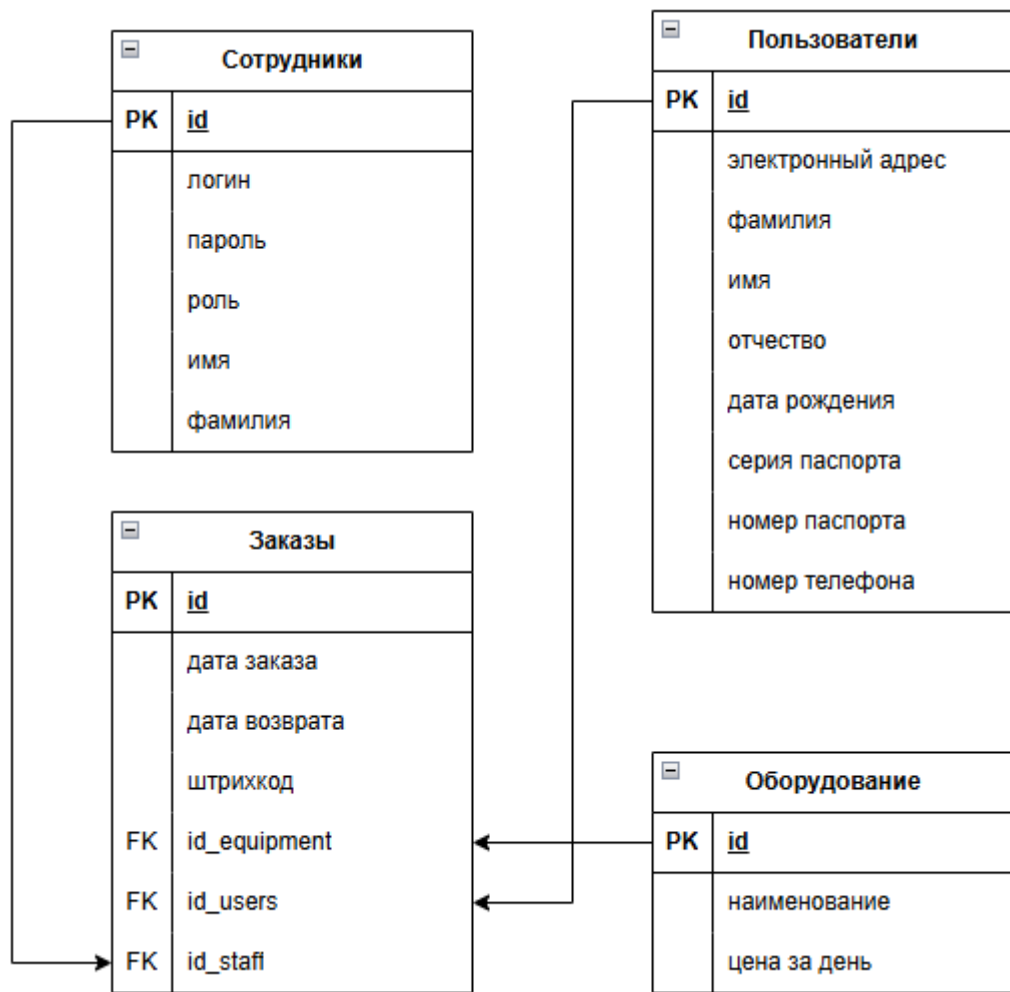 Сотрудники
PK id
логин
пароль
роль
имя
фамилия
Пользователи
PK id
электронный адрес
фамилия
имя
отчество
дата рождения
серия паспорта
номер паспорта
номер телефона
Заказы
PK id
дата заказа
дата возврата
штрихкод
FK id_equipment
FK id_users
FK id_staff
Оборудование
PK id
наименование
цена за день